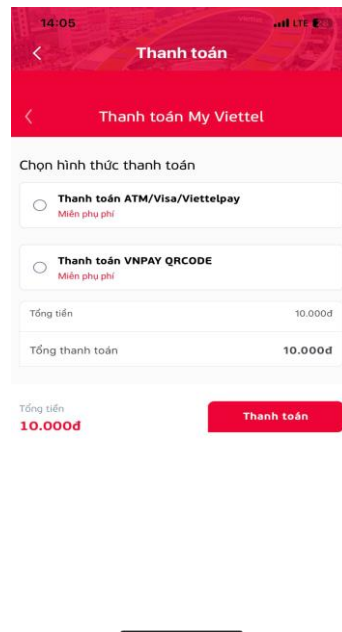 14:05 LTE
Thanh toán
Thanh toán My Viettel
Chọn hình thức thanh toán
Thanh toán ATM/Visa/Viettelpay
Miễn phụ phí
Thanh toán VNPAY QRCODE
Miễn phụ phí
Tổng tiền 10.000đ
Tổng thanh toán 10.000đ
Tổng tiền
10.000đ
Thanh toán